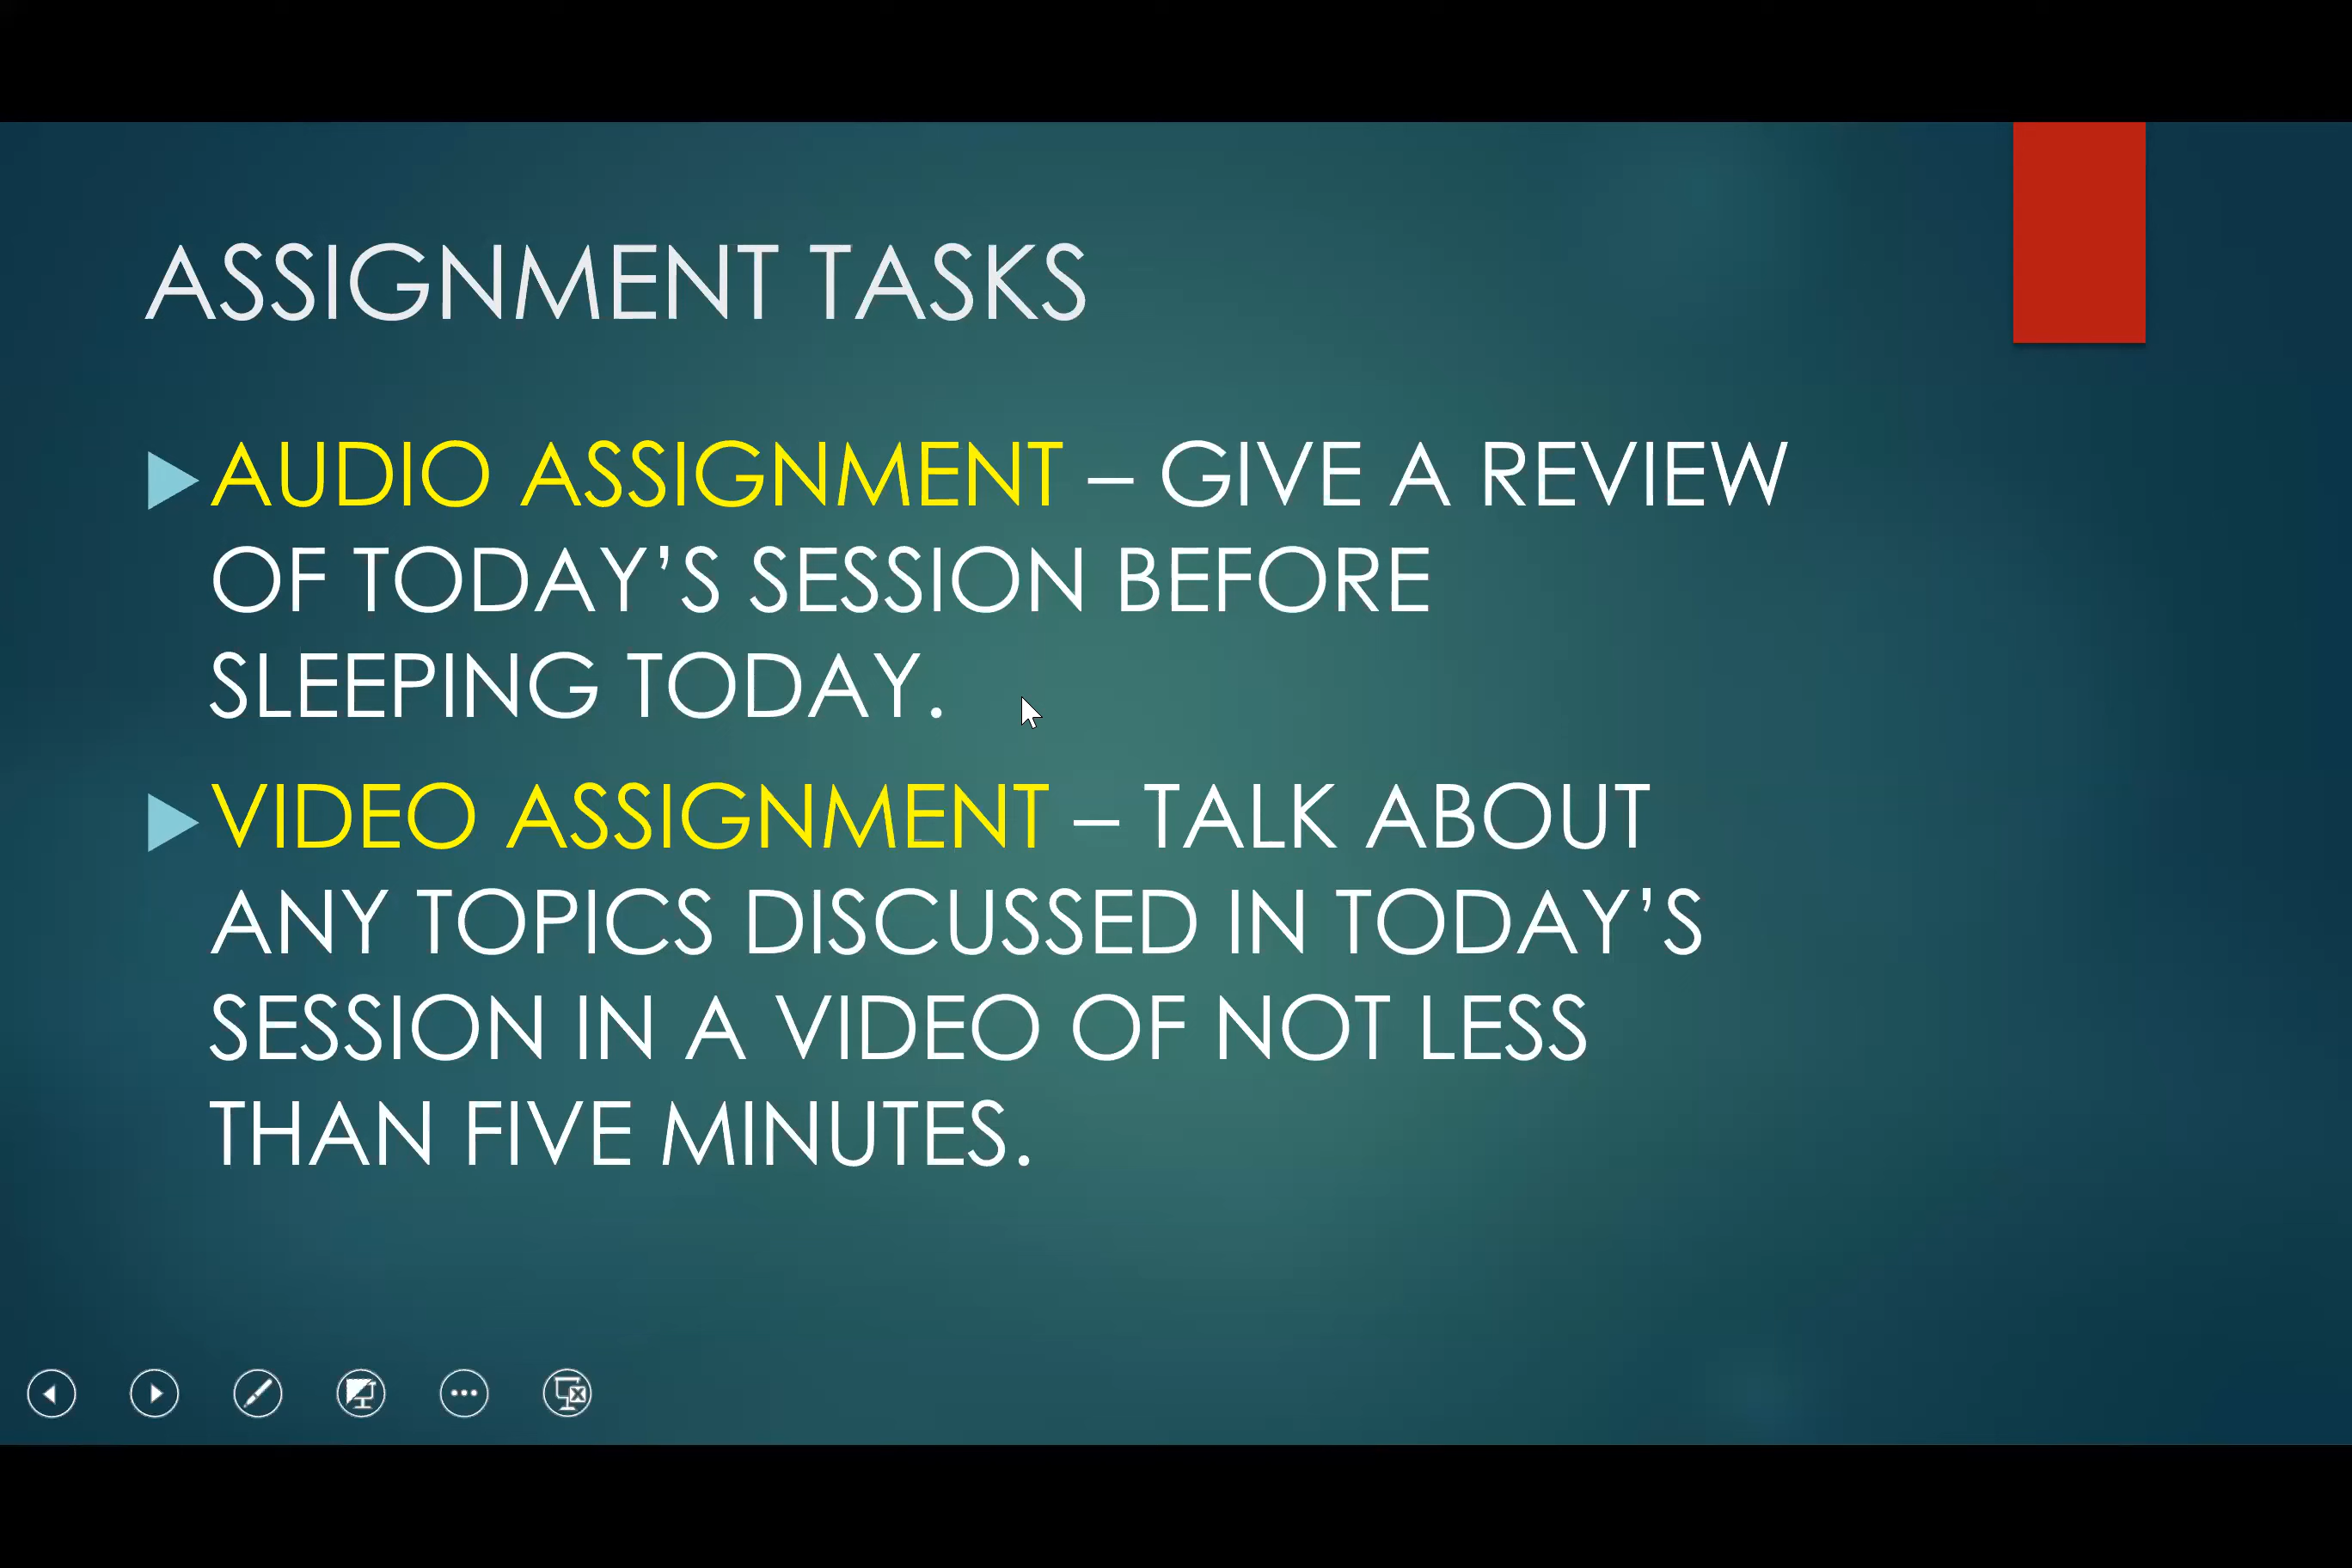 ASSIGNMENT TASKS
AUDIO ASSIGNMENT – GIVE A REVIEW
OF TODAY’S SESSION BEFORE
SLEEPING TODAY.
VIDEO ASSIGNMENT – TALK ABOUT
ANY TOPICS DISCUSSED IN TODAY’S
SESSION IN A VIDEO OF NOT LESS
THAN FIVE MINUTES.